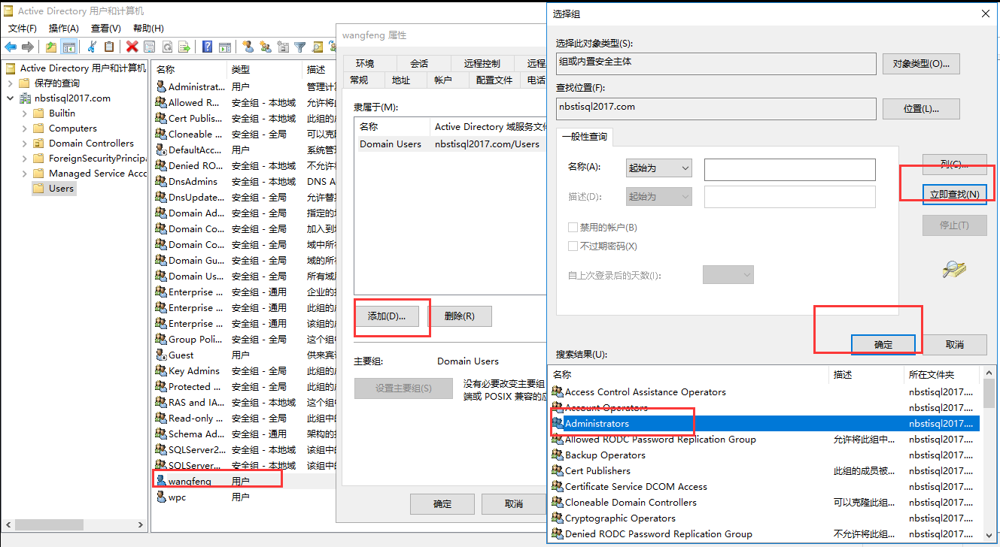 Active Directory 用户和计算机
文件(F) 操作(A) 查看(V) 帮助(H)
Active Directory 用户和计算机
保存的查询
nbstisql2017.com
Builtin
Computers
Domain Controllers
ForeignSecurityPrincipa
Managed Service Acco
Users
名称 类型 描述
Administrat... 用户 管理计算
Allowed R... 安全组 - 本地域 允许将此
Cert Publis... 安全组 - 本地域 此组的成
Cloneable ... 安全组 - 全局 可以克隆
DefaultAcc... 用户 系统管理
Denied RO... 安全组 - 本地域 不允许将
DnsAdmins 安全组 - 本地域 DNS A
DnsUpdate... 安全组 - 全局 允许替
Domain Ad... 安全组 - 全局 指定的域
Domain Co... 安全组 - 全局 加入到域
Domain Co... 安全组 - 全局 域中所有
Domain Gu... 安全组 - 全局 域的所有
Domain Us... 安全组 - 全局 所有域用
Enterprise ... 安全组 - 通用 企业的指
Enterprise ... 安全组 - 通用 此组的成
Enterprise ... 安全组 - 通用 该组的成
Group Poli... 安全组 - 全局 这个组中
Guest 用户 供来宾访
Key Admins 安全组 - 全局 此组的成
Protected ... 安全组 - 全局 此组的成
RAS and IA... 安全组 - 本地域 这个组中
Read-only ... 安全组 - 全局 此组中的
Schema Ad... 安全组 - 通用 架构的指
SQLServer2... 安全组 - 本地域 该组中的
SQLServer... 安全组 - 本地域 该组中的
wangfeng 用户
wpc 用户
wangfeng 属性
环境 会话 远程控制 远程
常规 地址 帐户 配置文件 电话
隶属于(M):
名称 Active Directory 域服务文件
Domain Users nbstisql2017.com/Users
添加(D)... 删除(R)
主要组: Domain Users
设置主要组(S)
没有必要改变主要组
端或 POSIX 兼容的应
确定 取消
选择组
选择此对象类型(S):
组或内置安全主体 对象类型(O)...
查找位置(F):
nbstisql2017.com 位置(L)...
一般性查询
名称(A): 起始为
描述(D): 起始为
禁用的帐户(B)
不过期密码(X)
自上次登录后的天数(I):
列(C)...
立即查找(N)
停止(T)
确定 取消
搜索结果(U):
名称 描述 所在文件夹
Access Control Assistance Operators nbstisql2017....
Account Operators nbstisql2017....
Administrators nbstisql2017....
Allowed RODC Password Replication Group 允许将此组中... nbstisql2017....
Backup Operators nbstisql2017....
Cert Publishers 此组的成员被... nbstisql2017....
Certificate Service DCOM Access nbstisql2017....
Cloneable Domain Controllers 可以克隆此组... nbstisql2017....
Cryptographic Operators nbstisql2017....
Denied RODC Password Replication Group 不允许将此组... nbstisql2017....